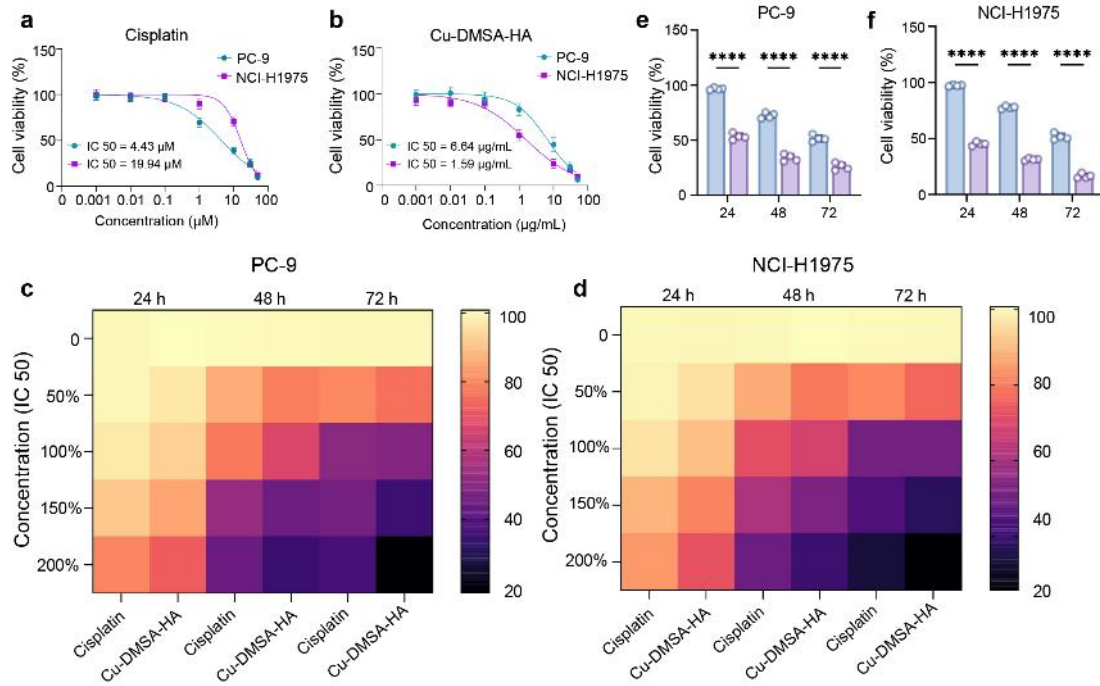 a
Cisplatin
Cell viability (%)
150
100
50
0
PC-9
NCI-H1975
IC 50 = 4.43 µM
IC 50 = 19.94 µM
0.001 0.01 0.1 1 10 100
50
Concentration (µM)
b
Cu-DMSA-HA
Cell viability (%)
150
100
50
0
PC-9
NCI-H1975
IC 50 = 6.64 µg/mL
IC 50 = 1.59 µg/mL
0.001 0.01 0.1 1 10 100
50
Concentration (µg/mL)
e
PC-9
Cell viability (%)
150
100
50
0
**** **** ****
24 48 72
f
NCI-H1975
Cell viability (%)
150
100
50
0
**** **** ****
24 48 72
c
PC-9
24 h 48 h 72 h
Concentration (IC 50)
0
50%
100%
150%
200%
Cisplatin
Cu-DMSA-HA
Cisplatin
Cu-DMSA-HA
Cisplatin
Cu-DMSA-HA
100
80
60
40
20
d
NCI-H1975
24 h 48 h 72 h
Concentration (IC 50)
0
50%
100%
150%
200%
Cisplatin
Cu-DMSA-HA
Cisplatin
Cu-DMSA-HA
Cisplatin
Cu-DMSA-HA
100
80
60
40
20